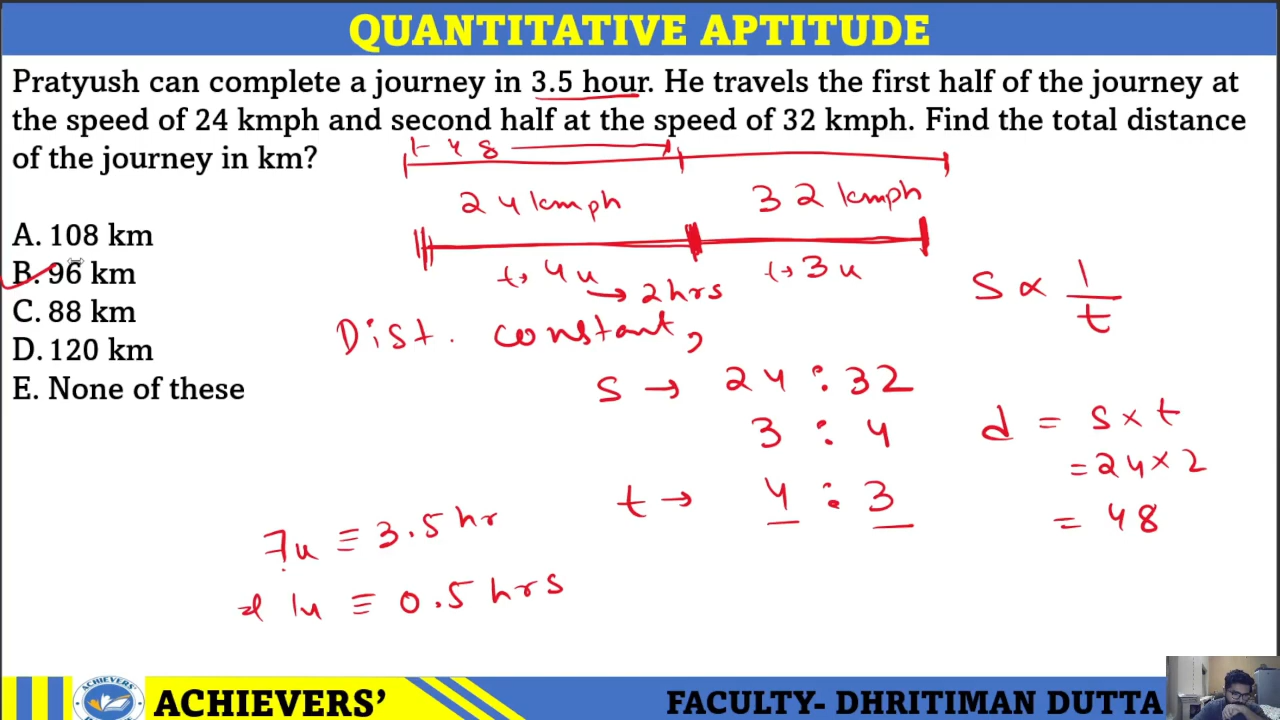 QUANTITATIVE APTITUDE
Pratyush can complete a journey in 3.5 hour. He travels the first half of the journey at
the speed of 24 kmph and second half at the speed of 32 kmph. Find the total distance
of the journey in km?
48
24 kmph 32 kmph
t→ 4u t→ 3u
→ 2 hrs
A. 108 km
B. 96 km
C. 88 km
D. 120 km
E. None of these
S ∝ 1/t
Dist. constant,
S → 24 : 32
3 : 4
t → 4 : 3
d = S × t
= 24 × 2
= 48
7u ≡ 3.5 hr
1u ≡ 0.5 hrs
ACHIEVERS
ACHIEVERS’
FACULTY- DHRITIMAN DUTTA